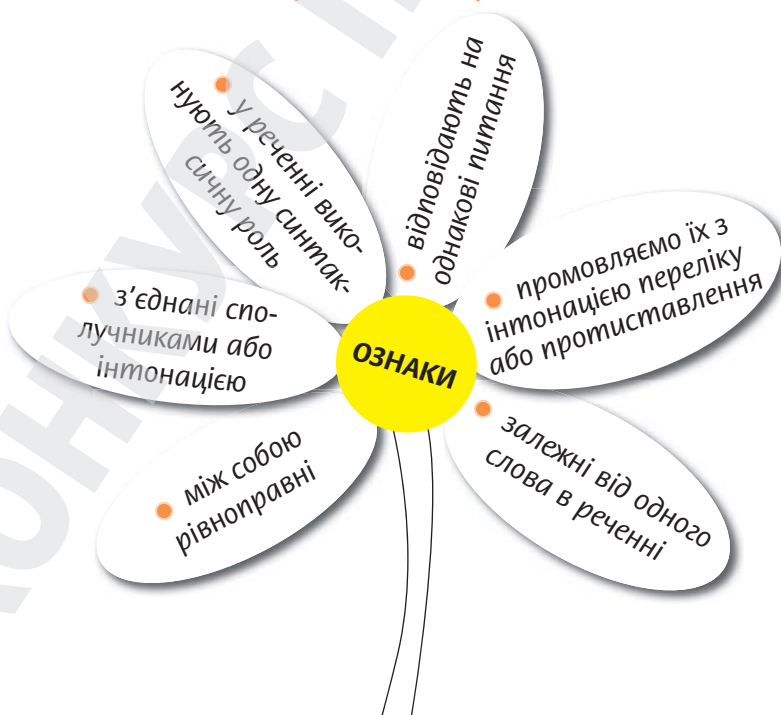 у реченні вико-
нують одну синтак-
сичну роль
відповідають на
однакові питання
промовляємо їх з
інтонацією переліку
або протиставлення
з’єднані спо-
лучниками або
інтонацією
ОЗНАКИ
між собою
рівноправні
залежні від одного
слова в реченні